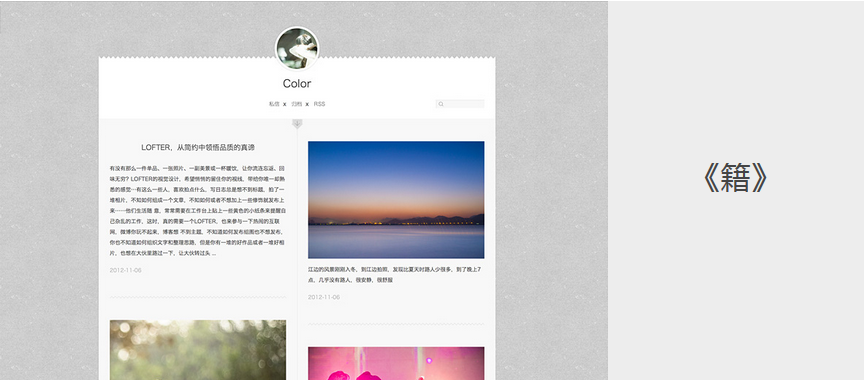 Color
私信 x 归档 x RSS
LOFTER，从简约中领悟品质的真谛
有没有那么一件单品，一张照片，一副美景或一杯暖饮，让你流连忘返，回
味无穷？LOFTER的视觉设计，希望悄悄的留住你的视线，带给你唯一却熟
悉的感觉…有这么一些人，喜欢拍点什么，写日志总是想不到标题，拍了一
堆相片，不知如何组成一个文章，不知如何或者不想加上一些修饰就发布上
来……他们生活随 意，常常需要在工作台上贴上一些黄色的小纸条来提醒自
己杂乱的工作，这时，真的需要一个LOFTER，也来参与一下热闹的互联
网，微博你玩不起来，博客想 不到主题，不知道如何发布组图也不想发布，
你也不知道如何组织文字和整理思路，但是你有一堆的好作品或者一堆好相
片，也想在大伙里路过一下，让大伙转过头 ...
2012-11-06
江边的风景刚刚入冬，到江边拍照，发现比夏天时路人少很多，到了晚上7
点，几乎没有路人，很安静，很舒服
2012-11-06
《籍》